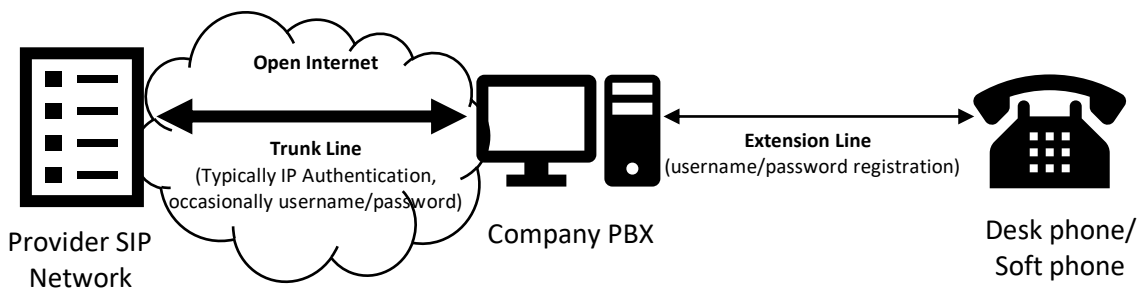 Open Internet
Trunk Line
(Typically IP Authentication,
occasionally username/password)
Extension Line
(username/password registration)
Provider SIP
Network
Company PBX
Desk phone/
Soft phone